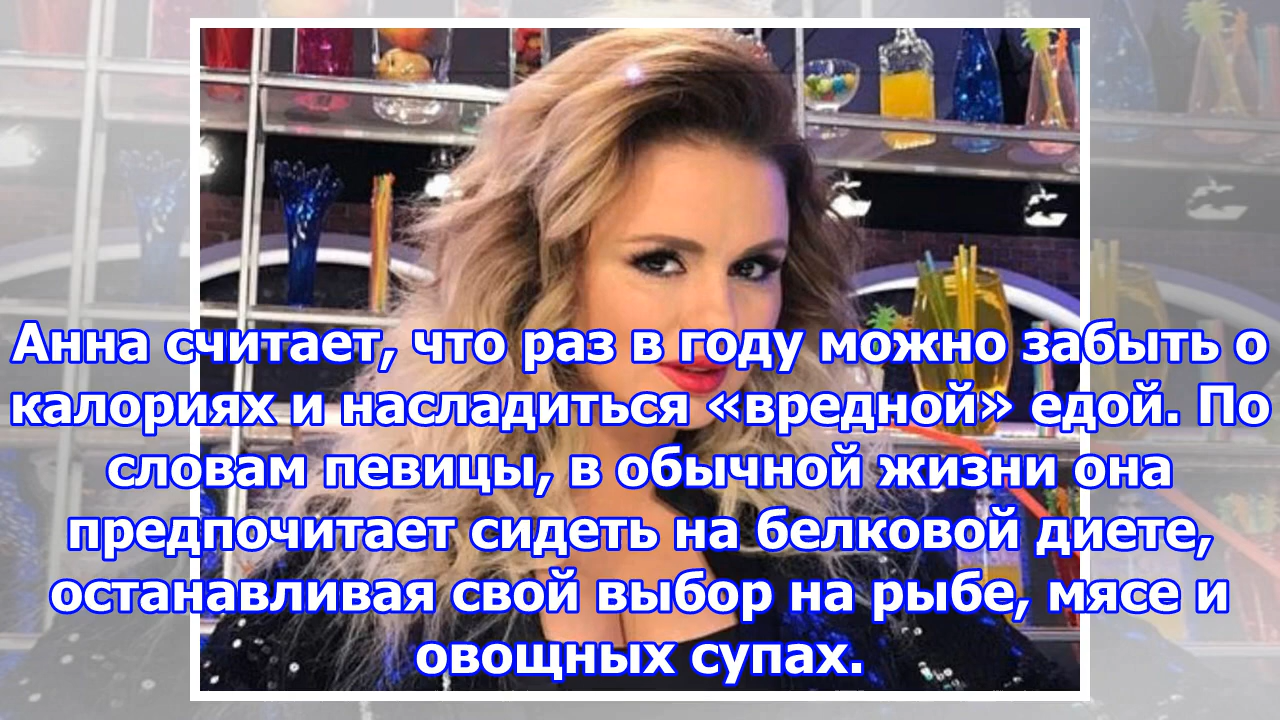 Анна считает, что раз в году можно забыть о
калориях и насладиться «вредной» едой. По
словам певицы, в обычной жизни она
предпочитает сидеть на белковой диете,
останавливая свой выбор на рыбе, мясе и
овощных супах.